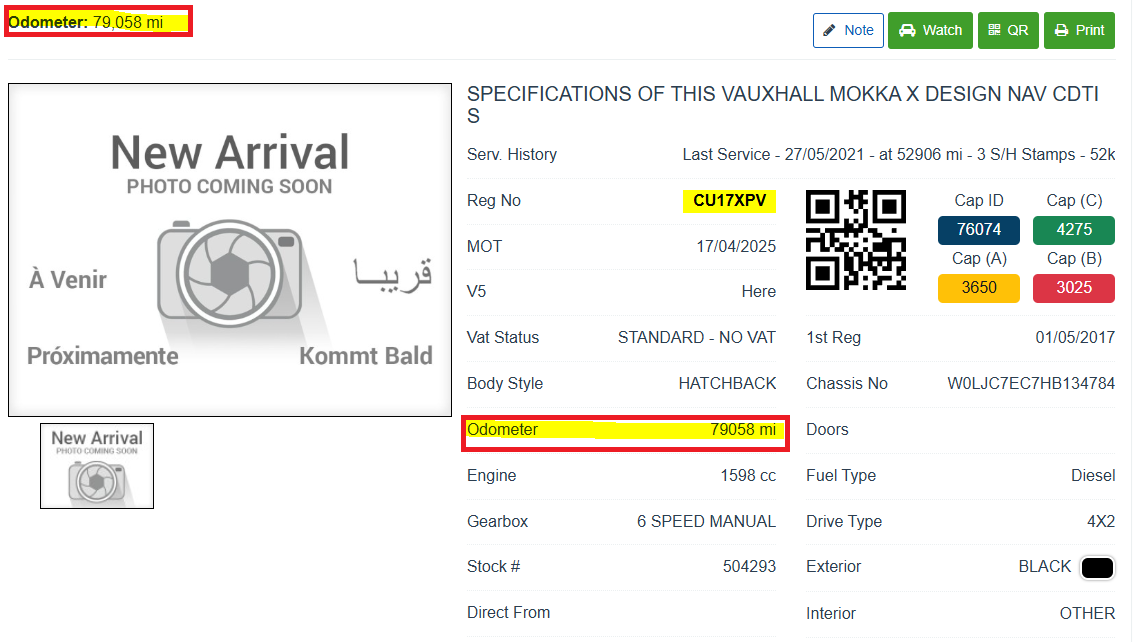 Odometer: 79,058 mi
Note
Watch
QR
Print
New Arrival
PHOTO COMING SOON
À Venir
قريبا
Próximamente
Kommt Bald
New Arrival
PHOTO COMING SOON
SPECIFICATIONS OF THIS VAUXHALL MOKKA X DESIGN NAV CDTI
S
Serv. History Last Service - 27/05/2021 - at 52906 mi - 3 S/H Stamps - 52k
Reg No CU17XPV
MOT 17/04/2025
V5 Here
Cap ID Cap (C)
76074 4275
Cap (A) Cap (B)
3650 3025
Vat Status STANDARD - NO VAT 1st Reg 01/05/2017
Body Style HATCHBACK Chassis No W0LJC7EC7HB134784
Odometer 79058 mi Doors
Engine 1598 cc Fuel Type Diesel
Gearbox 6 SPEED MANUAL Drive Type 4X2
Stock # 504293 Exterior BLACK
Direct From Interior OTHER